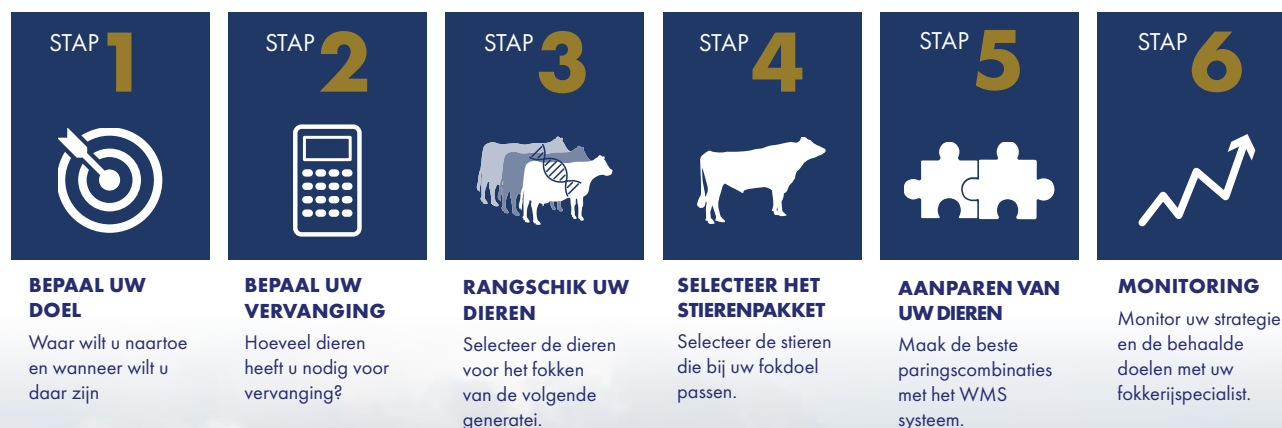 STAP 1
BEPAAL UW
DOEL
Waar wilt u naartoe
en wanneer wilt u
daar zijn
STAP 2
BEPAAL UW
VERVANGING
Hoeveel dieren
heeft u nodig voor
vervanging?
STAP 3
RANGSCHIK UW
DIEREN
Selecteer de dieren
voor het fokken
van de volgende
generatei.
STAP 4
SELECTEER HET
STIERENPAKKET
Selecteer de stieren
die bij uw fokdoel
passen.
STAP 5
AANPAREN VAN
UW DIEREN
Maak de beste
paringscombinaties
met het WMS
systeem.
STAP 6
MONITORING
Monitor uw strategie
en de behaalde
doelen met uw
fokkerijspecialist.